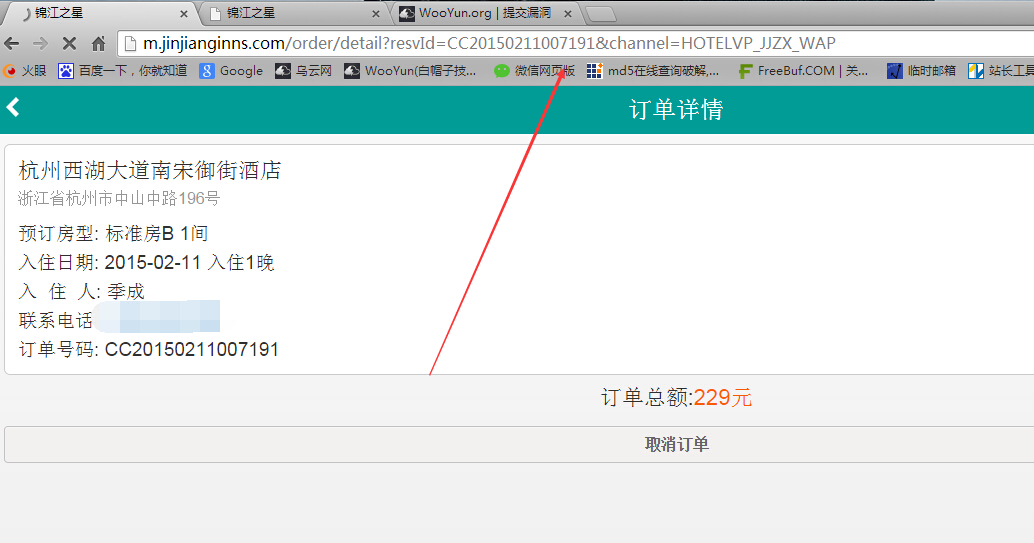 锦江之星
锦江之星
WooYun.org | 提交漏洞
m.jinjianginns.com/order/detail?resvId=CC20150211007191&channel=HOTELVP_JJZX_WAP
火眼 百度一下，你就知道 Google 乌云网 WooYun(白帽子技... 微信网页版 md5在线查询破解,... FreeBuf.COM | 关... 临时邮箱 站长工具
订单详情
杭州西湖大道南宋御街酒店
浙江省杭州市中山中路196号
预订房型: 标准房B 1间
入住日期: 2015-02-11 入住1晚
入 住 人: 季成
联系电话
订单号码: CC20150211007191
订单总额:229元
取消订单